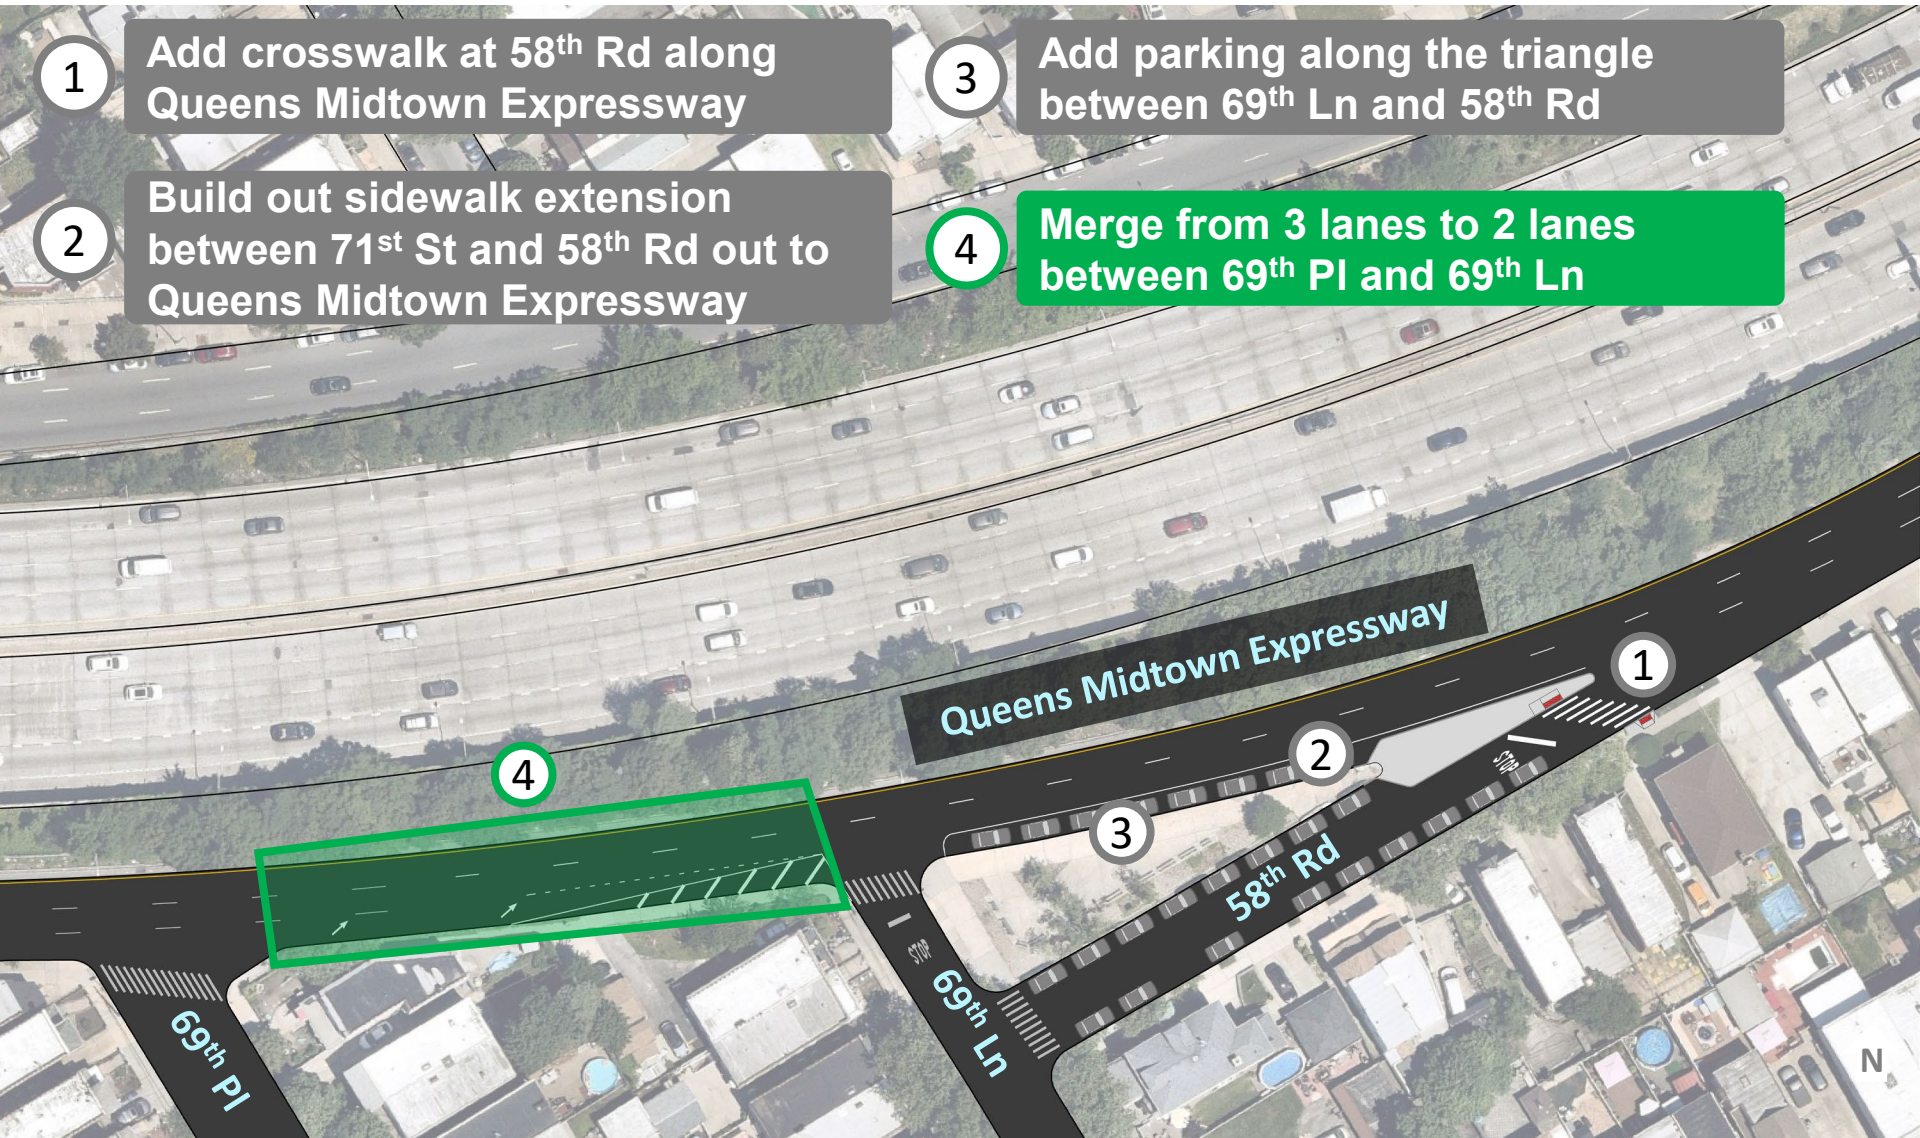 1
Add crosswalk at 58th Rd along
Queens Midtown Expressway
2
Build out sidewalk extension
between 71st St and 58th Rd out to
Queens Midtown Expressway
3
Add parking along the triangle
between 69th Ln and 58th Rd
4
Merge from 3 lanes to 2 lanes
between 69th Pl and 69th Ln
Queens Midtown Expressway
1
2
3
4
STOP
58th Rd
STOP
69th Ln
69th Pl
N